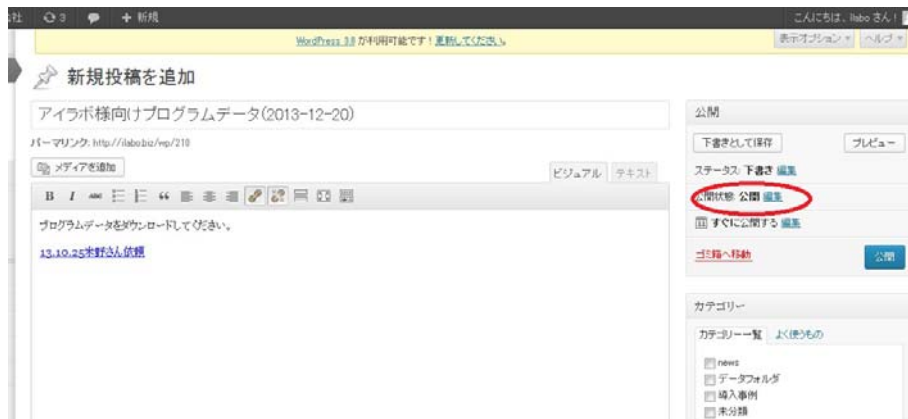 社 3 + 新規 こんにちは、ilabo さん!
WordPress 3.8 が利用可能です ! 更新してください。
表示オプション ▼ ヘルプ ▼
新規投稿を追加
アイラボ様向けプログラムデータ(2013-12-20)
パーマリンク: http://ilabo.biz/wp/210
メディアを追加
ビジュアル テキスト
B I ABC
プログラムデータをダウンロードしてください。
13.10.25米野さん依頼
公開
下書きとして保存 プレビュー
ステータス: 下書き 編集
公開状態: 公開 編集
すぐに公開する 編集
ゴミ箱へ移動 公開
カテゴリー
カテゴリー一覧 よく使うもの
news
データフォルダ
導入事例
未分類